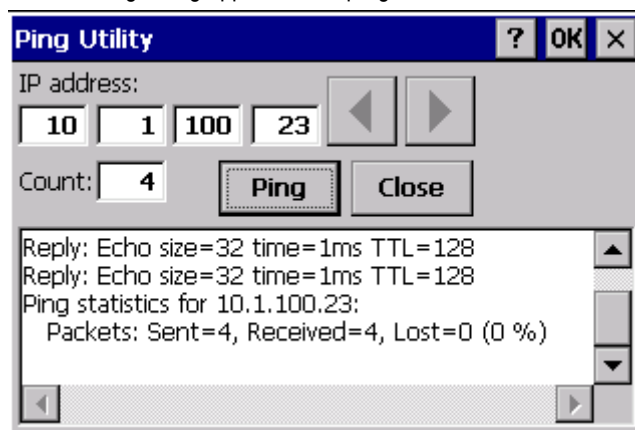 Ping Utility ? OK ×
IP address:
10 1 100 23
Count: 4 Ping Close
Reply: Echo size=32 time=1ms TTL=128
Reply: Echo size=32 time=1ms TTL=128
Ping statistics for 10.1.100.23:
Packets: Sent=4, Received=4, Lost=0 (0 %)